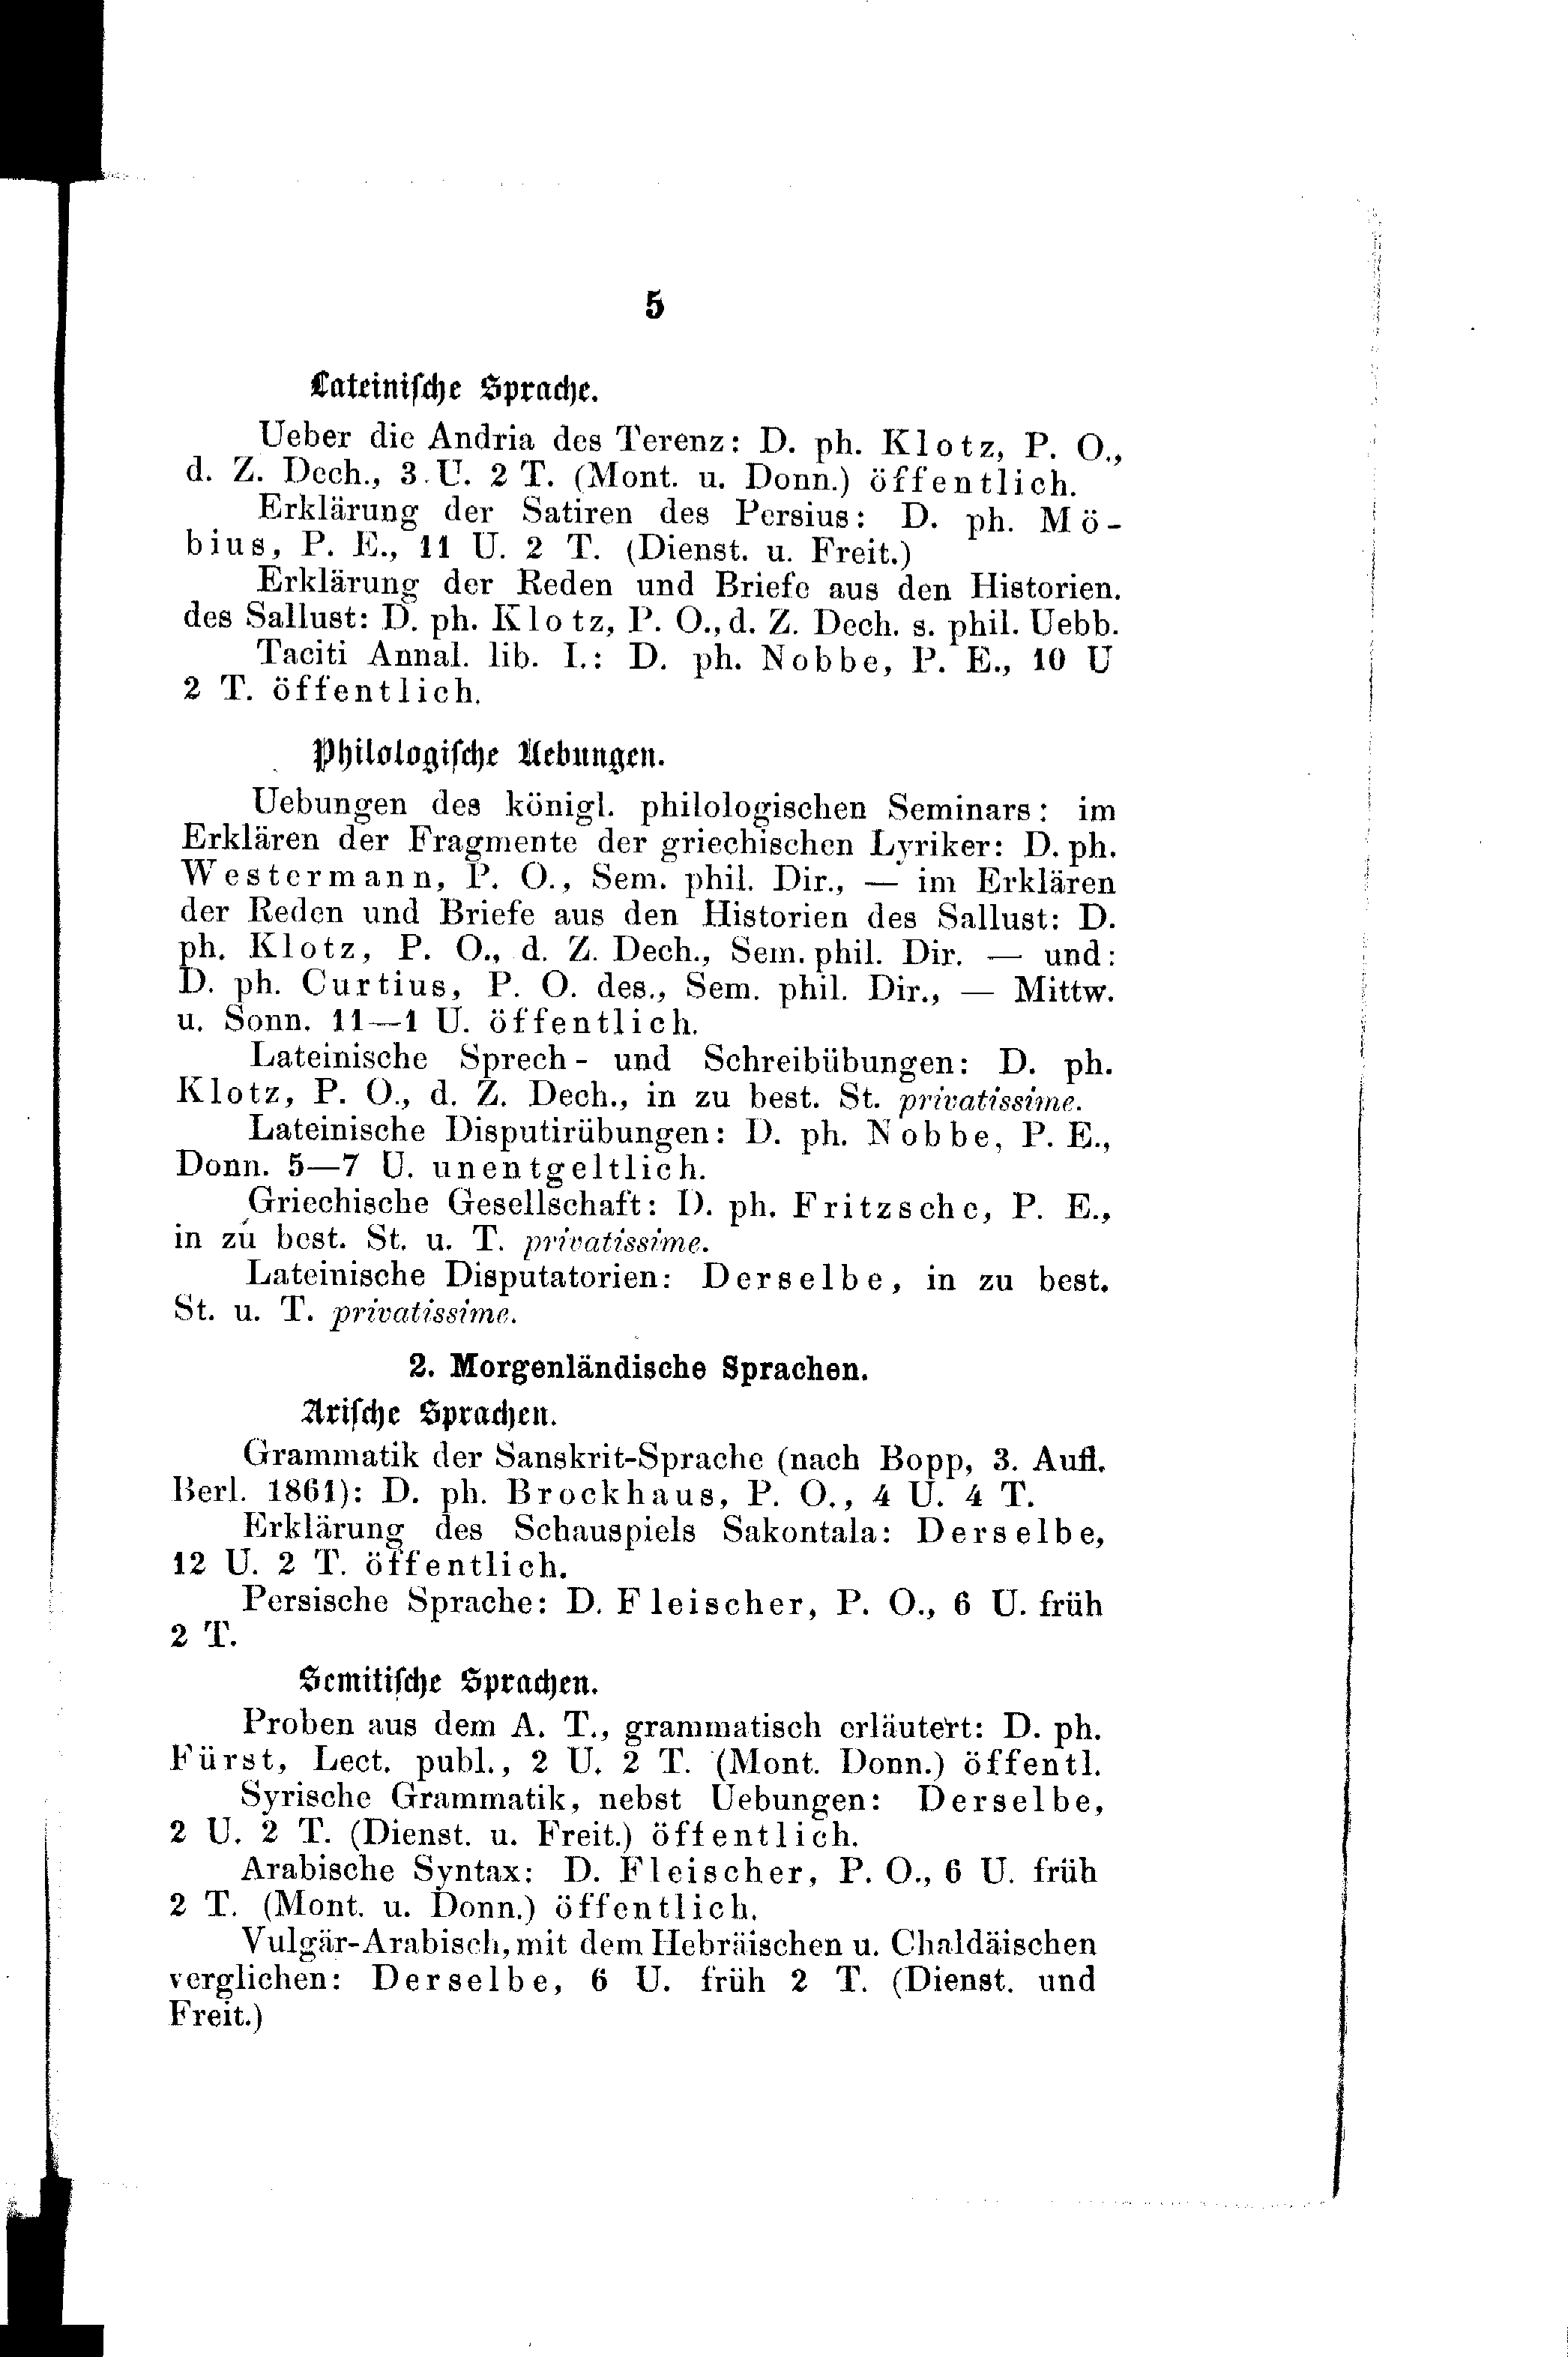 5
Lateinische Sprache.
Ueber die Andria des Terenz: D. ph. Klotz, P. O.,
d. Z. Dech., 3 U. 2 T. (Mont. u. Donn.) öffentlich.
Erklärung der Satiren des Persius: D. ph. Mö-
bius, P. E., 11 U. 2 T. (Dienst. u. Freit.)
Erklärung der Reden und Briefe aus den Historien.
des Sallust: D. ph. Klotz, P. O., d. Z. Dech. s. phil. Uebb.
Taciti Annal. lib. I.: D. ph. Nobbe, P. E., 10 U
2 T. öffentlich.
Philologische Uebungen.
Uebungen des königl. philologischen Seminars: im
Erklären der Fragmente der griechischen Lyriker: D. ph.
Westermann, P. O., Sem. phil. Dir., — im Erklären
der Reden und Briefe aus den Historien des Sallust: D.
ph. Klotz, P. O., d. Z. Dech., Sem. phil. Dir. — und:
D. ph. Curtius, P. O. des., Sem. phil. Dir., — Mittw.
u. Sonn. 11—1 U. öffentlich.
Lateinische Sprech- und Schreibübungen: D. ph.
Klotz, P. O., d. Z. Dech., in zu best. St. privatissime.
Lateinische Disputirübungen: D. ph. Nobbe, P. E.,
Donn. 5—7 U. unentgeltlich.
Griechische Gesellschaft: D. ph. Fritzsche, P. E.,
in zu best. St. u. T. privatissime.
Lateinische Disputatorien: Derselbe, in zu best.
St. u. T. privatissime.
2. Morgenländische Sprachen.
Arische Sprachen.
Grammatik der Sanskrit-Sprache (nach Bopp, 3. Aufl.
Berl. 1861): D. ph. Brockhaus, P. O., 4 U. 4 T.
Erklärung des Schauspiels Sakontala: Derselbe,
12 U. 2 T. öffentlich.
Persische Sprache: D. Fleischer, P. O., 6 U. früh
2 T.
Semitische Sprachen.
Proben aus dem A. T., grammatisch erläutert: D. ph.
Fürst, Lect. publ., 2 U. 2 T. (Mont. Donn.) öffentl.
Syrische Grammatik, nebst Uebungen: Derselbe,
2 U. 2 T. (Dienst. u. Freit.) öffentlich.
Arabische Syntax: D. Fleischer, P. O., 6 U. früh
2 T. (Mont. u. Donn.) öffentlich.
Vulgär-Arabisch, mit dem Hebräischen u. Chaldäischen
verglichen: Derselbe, 6 U. früh 2 T. (Dienst. und
Freit.)